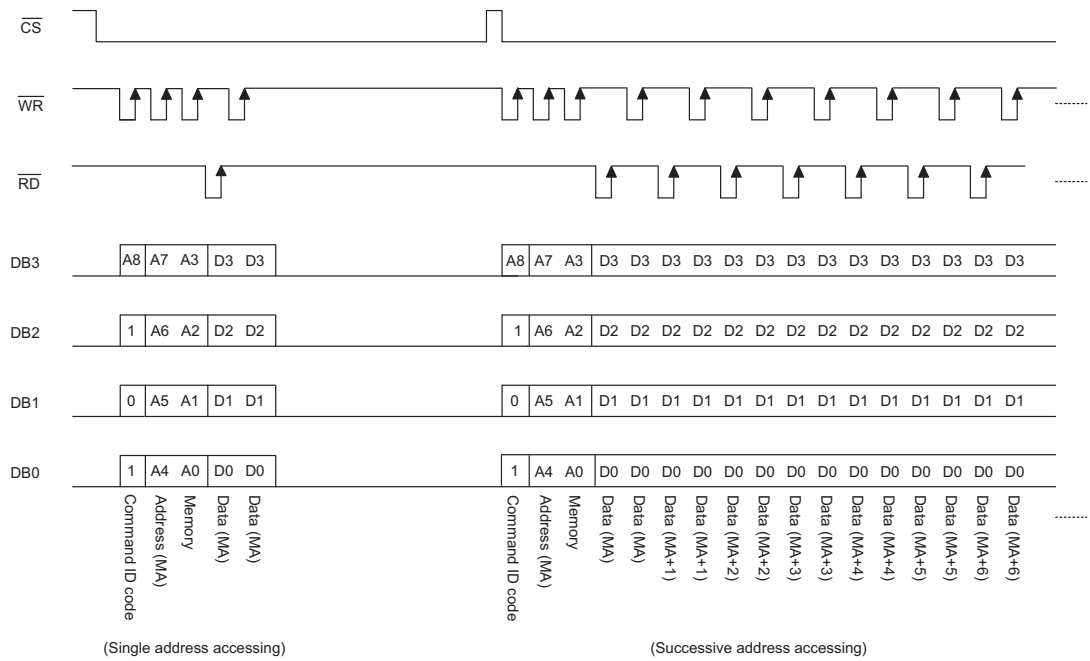 CS
WR
RD
DB3 A8 A7 A3 D3 D3 A8 A7 A3 D3 D3 D3 D3 D3 D3 D3 D3 D3 D3 D3 D3 D3 D3
DB2 1 A6 A2 D2 D2 1 A6 A2 D2 D2 D2 D2 D2 D2 D2 D2 D2 D2 D2 D2 D2 D2
DB1 0 A5 A1 D1 D1 0 A5 A1 D1 D1 D1 D1 D1 D1 D1 D1 D1 D1 D1 D1 D1 D1
DB0 1 A4 A0 D0 D0 1 A4 A0 D0 D0 D0 D0 D0 D0 D0 D0 D0 D0 D0 D0 D0 D0
Command ID code
Address (MA)
Memory
Data (MA)
Data (MA)
Command ID code
Address (MA)
Memory
Data (MA)
Data (MA)
Data (MA+1)
Data (MA+1)
Data (MA+2)
Data (MA+2)
Data (MA+3)
Data (MA+3)
Data (MA+4)
Data (MA+4)
Data (MA+5)
Data (MA+5)
Data (MA+6)
Data (MA+6)
(Single address accessing)
(Successive address accessing)